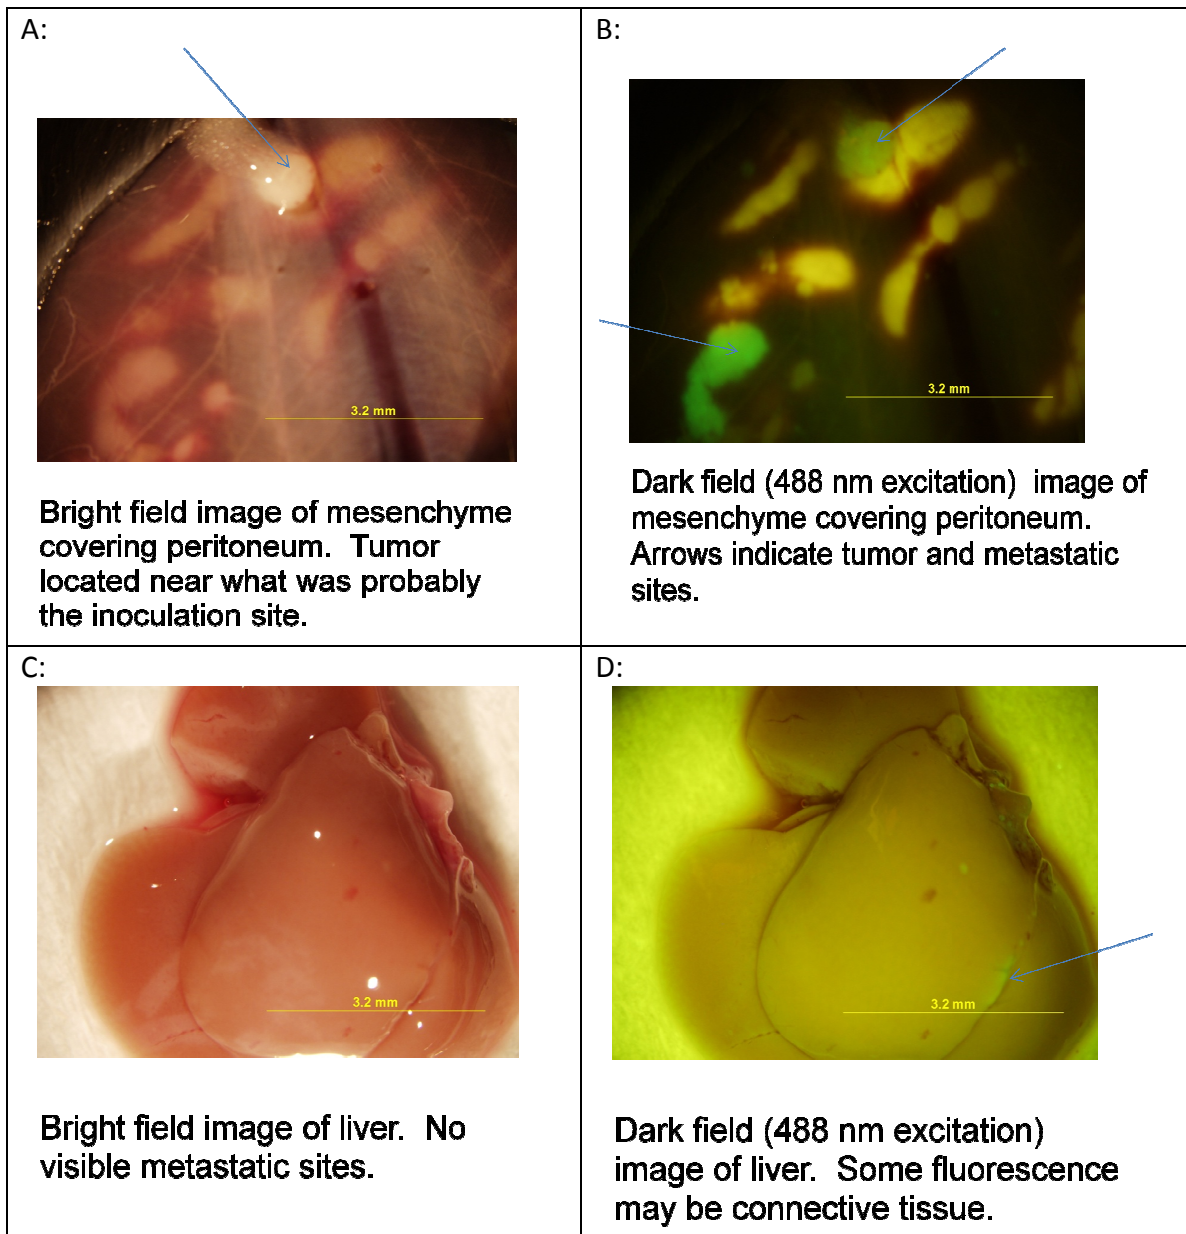 A:
3.2 mm
Bright field image of mesenchyme
covering peritoneum.  Tumor
located near what was probably
the inoculation site.
B:
3.2 mm
Dark field (488 nm excitation)  image of
mesenchyme covering peritoneum.
Arrows indicate tumor and metastatic
sites.
C:
3.2 mm
Bright field image of liver.  No
visible metastatic sites.
D:
3.2 mm
Dark field (488 nm excitation)
image of liver.  Some fluorescence
may be connective tissue.